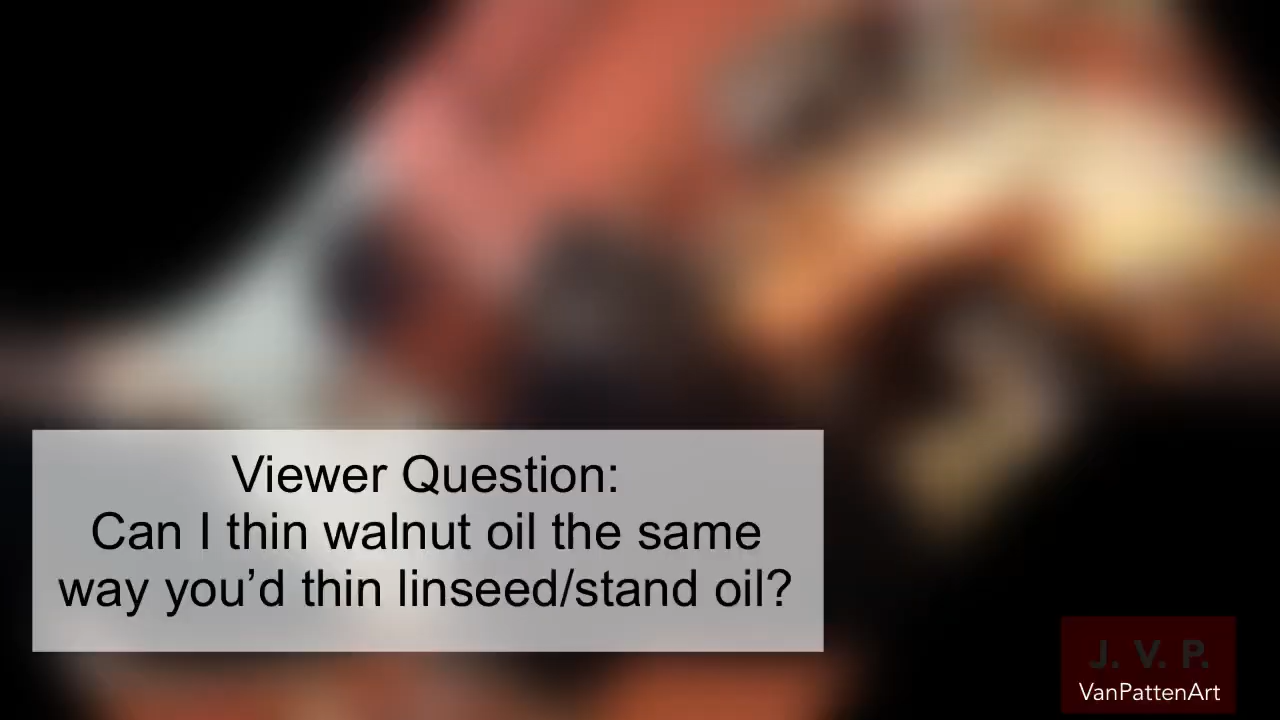 Viewer Question:
Can I thin walnut oil the same
way you’d thin linseed/stand oil?
J. V. P.
VanPattenArt